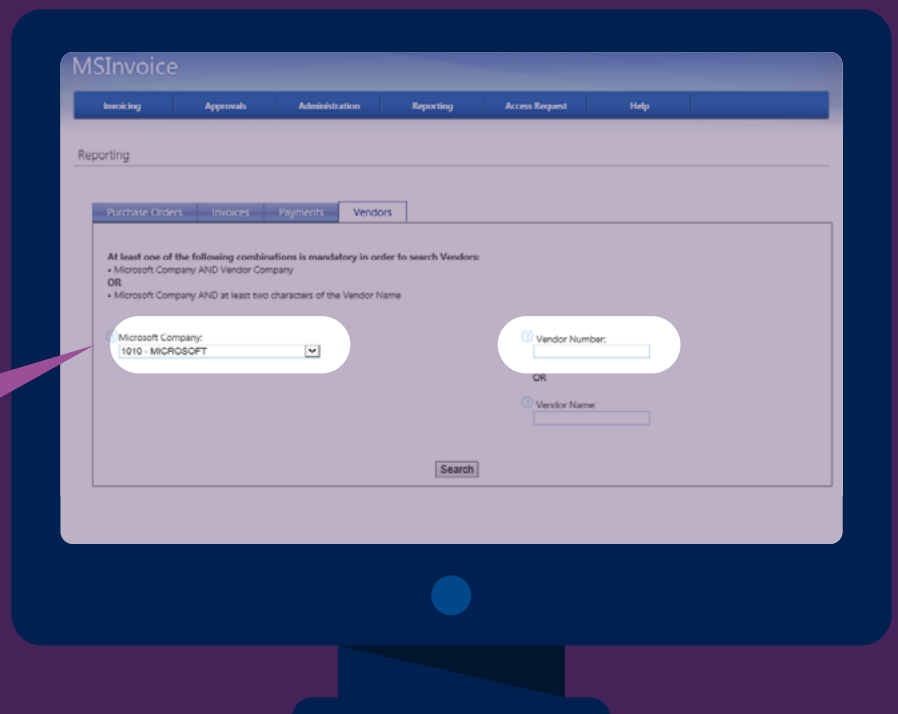 MSInvoice
Invoicing Approvals Administration Reporting Access Request Help
Reporting
Purchase Orders Invoices Payments Vendors
At least one of the following combinations is mandatory in order to search Vendors:
• Microsoft Company AND Vendor Company
OR
• Microsoft Company AND at least two characters of the Vendor Name
? Microsoft Company:
1010 - MICROSOFT
? Vendor Number:
OR
? Vendor Name:
Search